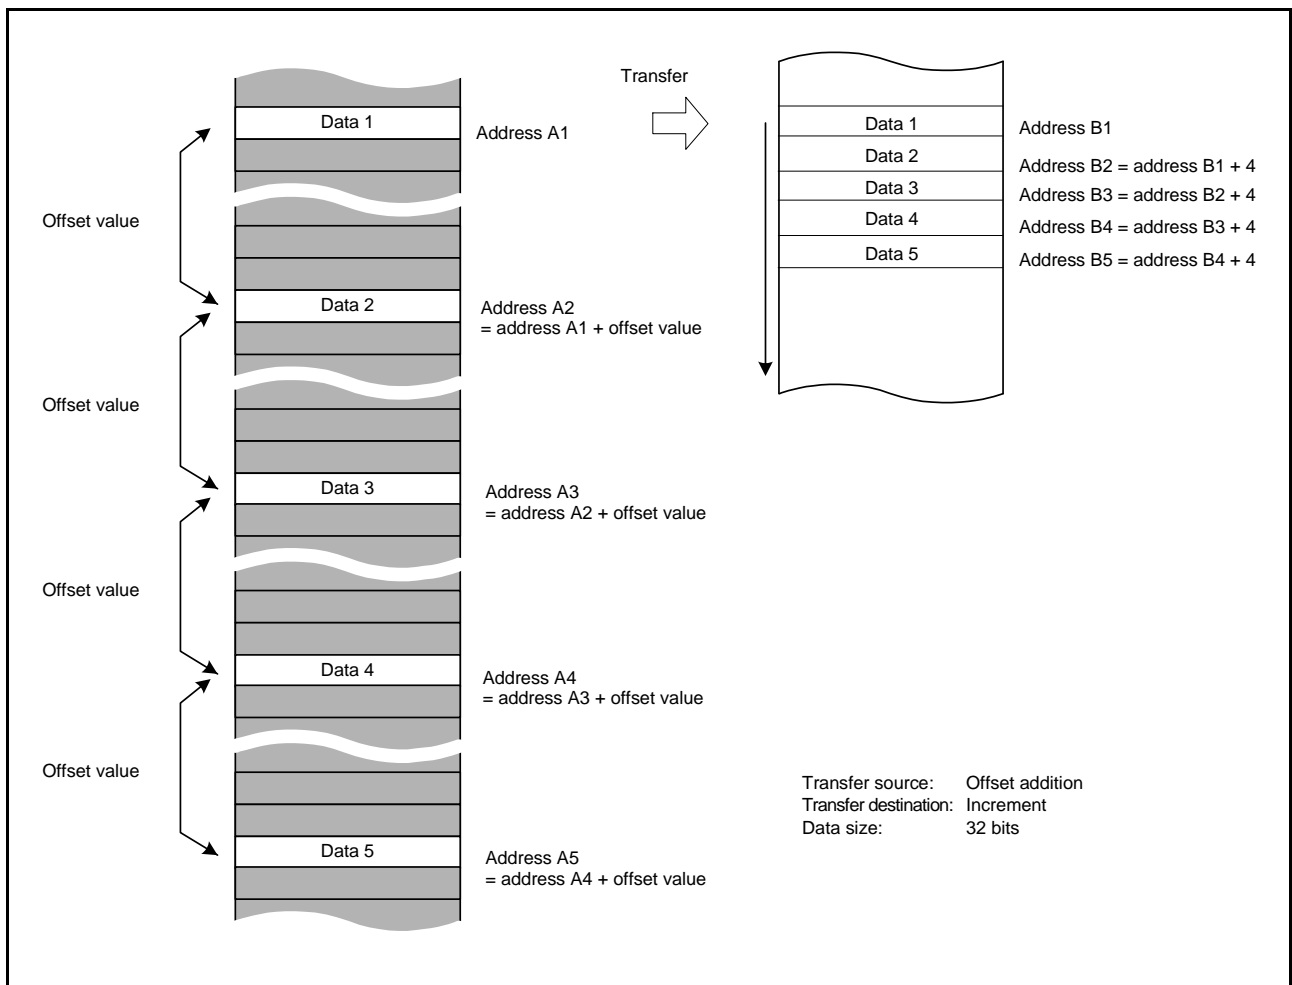 Data 1
Address A1
Offset value
Data 2
Address A2
= address A1 + offset value
Offset value
Data 3
Address A3
= address A2 + offset value
Offset value
Data 4
Address A4
= address A3 + offset value
Offset value
Data 5
Address A5
= address A4 + offset value
Transfer
Data 1
Address B1
Data 2
Address B2 = address B1 + 4
Data 3
Address B3 = address B2 + 4
Data 4
Address B4 = address B3 + 4
Data 5
Address B5 = address B4 + 4
Transfer source: Offset addition
Transfer destination: Increment
Data size: 32 bits